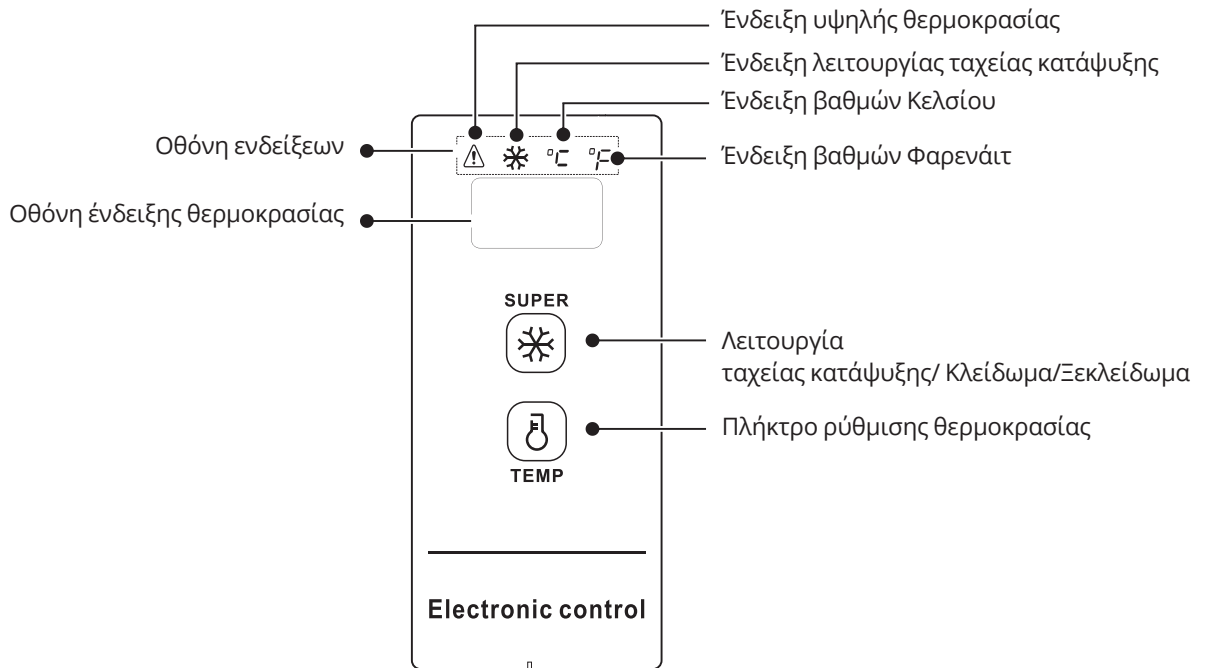 Ένδειξη υψηλής θερμοκρασίας
Ένδειξη λειτουργίας ταχείας κατάψυξης
Ένδειξη βαθμών Κελσίου
Οθόνη ενδείξεων
°C °F
Ένδειξη βαθμών Φαρενάιτ
Οθόνη ένδειξης θερμοκρασίας
SUPER
Λειτουργία
ταχείας κατάψυξης/ Κλείδωμα/Ξεκλείδωμα
Πλήκτρο ρύθμισης θερμοκρασίας
TEMP
Electronic control